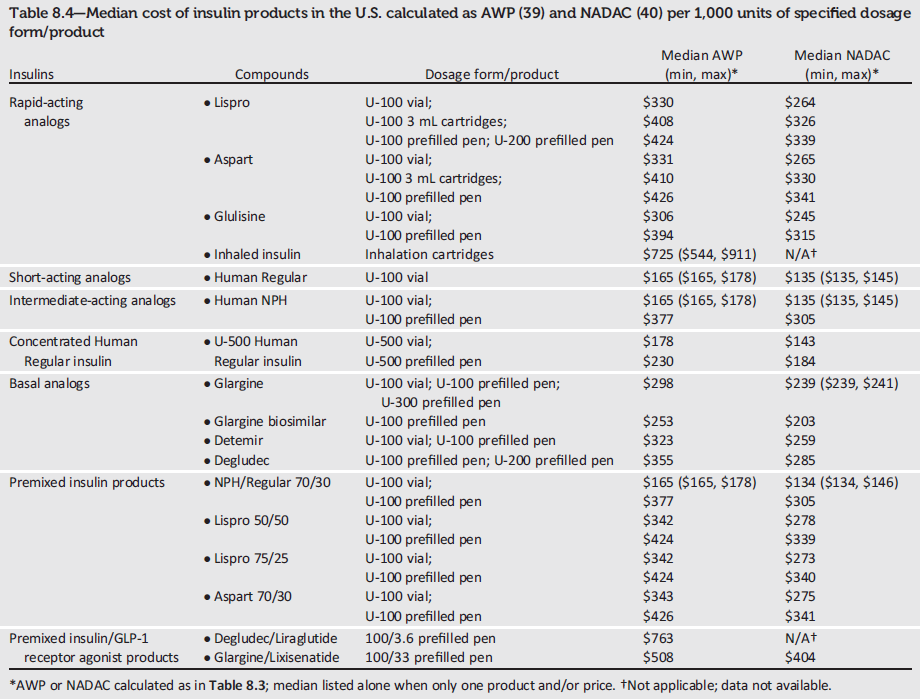 Table 8.4—Median cost of insulin products in the U.S. calculated as AWP (39) and NADAC (40) per 1,000 units of specified dosage
form/product
Median AWP Median NADAC
Insulins Compounds Dosage form/product (min, max)* (min, max)*
Rapid-acting • Lispro U-100 vial; $330 $264
analogs U-100 3 mL cartridges; $408 $326
U-100 prefilled pen; U-200 prefilled pen $424 $339
• Aspart U-100 vial; $331 $265
U-100 3 mL cartridges; $410 $330
U-100 prefilled pen $426 $341
• Glulisine U-100 vial; $306 $245
U-100 prefilled pen $394 $315
• Inhaled insulin Inhalation cartridges $725 ($544, $911) N/A†
Short-acting analogs • Human Regular U-100 vial $165 ($165, $178) $135 ($135, $145)
Intermediate-acting analogs • Human NPH U-100 vial; $165 ($165, $178) $135 ($135, $145)
U-100 prefilled pen $377 $305
Concentrated Human • U-500 Human U-500 vial; $178 $143
Regular insulin Regular insulin U-500 prefilled pen $230 $184
Basal analogs • Glargine U-100 vial; U-100 prefilled pen; $298 $239 ($239, $241)
U-300 prefilled pen
• Glargine biosimilar U-100 prefilled pen $253 $203
• Detemir U-100 vial; U-100 prefilled pen $323 $259
• Degludec U-100 prefilled pen; U-200 prefilled pen $355 $285
Premixed insulin products • NPH/Regular 70/30 U-100 vial; $165 ($165, $178) $134 ($134, $146)
U-100 prefilled pen $377 $305
• Lispro 50/50 U-100 vial; $342 $278
U-100 prefilled pen $424 $339
• Lispro 75/25 U-100 vial; $342 $273
U-100 prefilled pen $424 $340
• Aspart 70/30 U-100 vial; $343 $275
U-100 prefilled pen $426 $341
Premixed insulin/GLP-1 • Degludec/Liraglutide 100/3.6 prefilled pen $763 N/A†
receptor agonist products • Glargine/Lixisenatide 100/33 prefilled pen $508 $404
*AWP or NADAC calculated as in Table 8.3; median listed alone when only one product and/or price. †Not applicable; data not available.